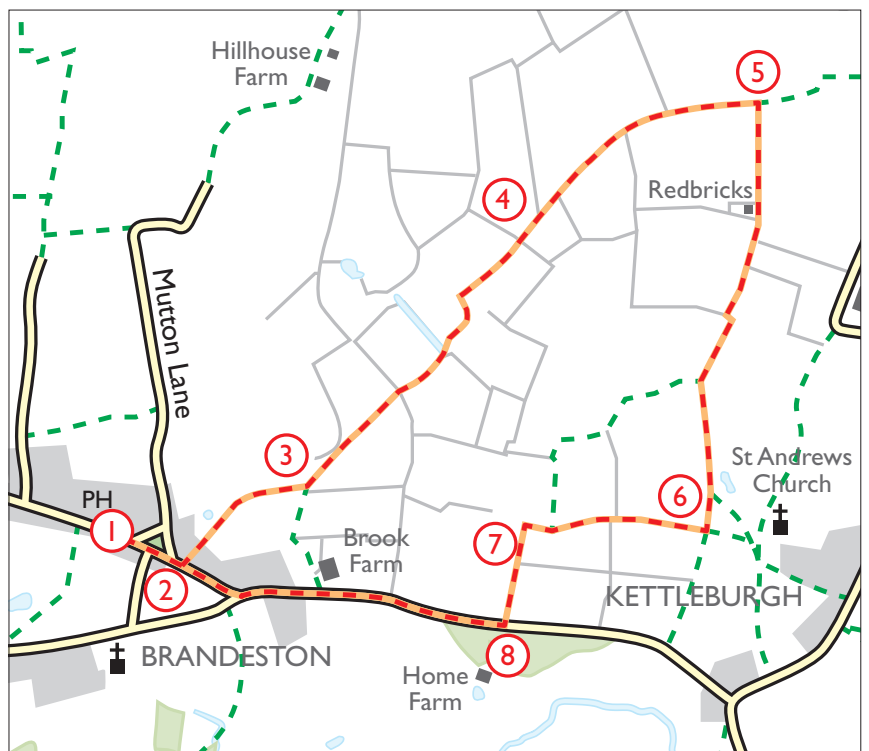 Hillhouse
Farm
5
4
Redbricks
Mutton Lane
3
St Andrews
Church
PH
6
1
7
Brook
Farm
2
KETTLEBURGH
BRANDESTON
8
Home
Farm